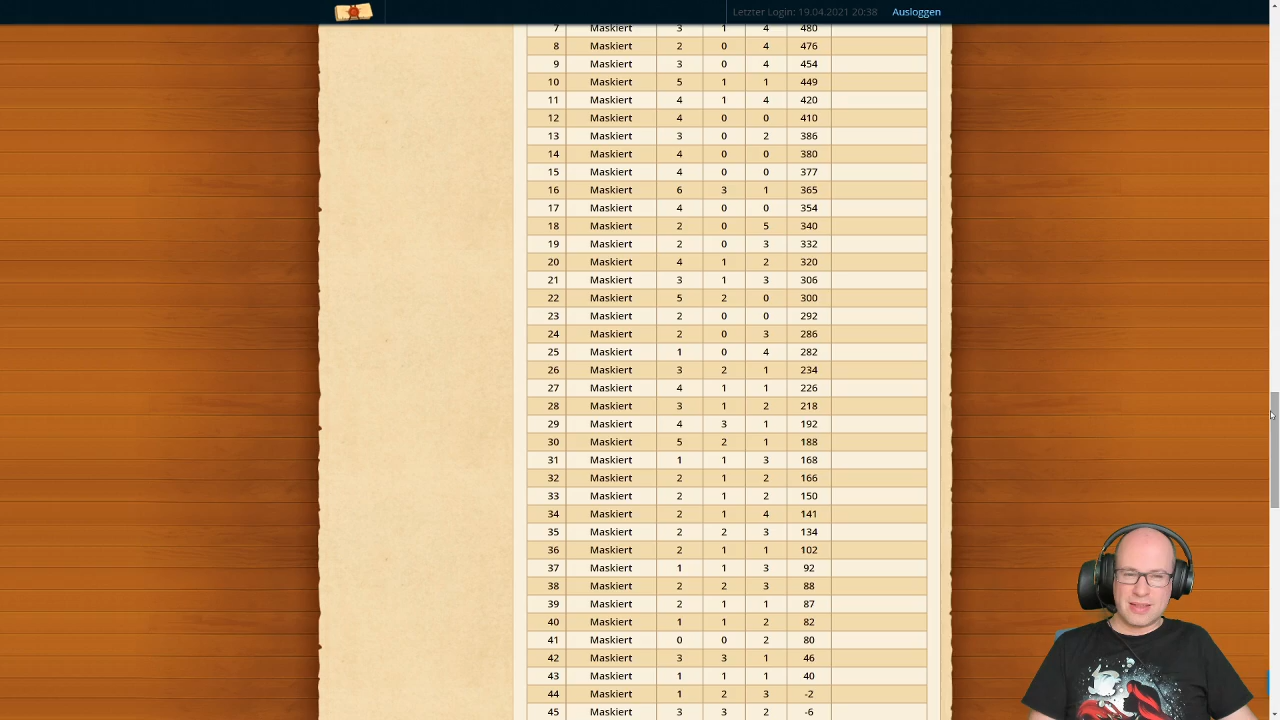 Letzter Login: 19.04.2021 20:38 Ausloggen
7 Maskiert 3 1 4 480
8 Maskiert 2 0 4 476
9 Maskiert 3 0 4 454
10 Maskiert 5 1 1 449
11 Maskiert 4 1 4 420
12 Maskiert 4 0 0 410
13 Maskiert 3 0 2 386
14 Maskiert 4 0 0 380
15 Maskiert 4 0 0 377
16 Maskiert 6 3 1 365
17 Maskiert 4 0 0 354
18 Maskiert 2 0 5 340
19 Maskiert 2 0 3 332
20 Maskiert 4 1 2 320
21 Maskiert 3 1 3 306
22 Maskiert 5 2 0 300
23 Maskiert 2 0 0 292
24 Maskiert 2 0 3 286
25 Maskiert 1 0 4 282
26 Maskiert 3 2 1 234
27 Maskiert 4 1 1 226
28 Maskiert 3 1 2 218
29 Maskiert 4 3 1 192
30 Maskiert 5 2 1 188
31 Maskiert 1 1 3 168
32 Maskiert 2 1 2 166
33 Maskiert 2 1 2 150
34 Maskiert 2 1 4 141
35 Maskiert 2 2 3 134
36 Maskiert 2 1 1 102
37 Maskiert 1 1 3 92
38 Maskiert 2 2 3 88
39 Maskiert 2 1 1 87
40 Maskiert 1 1 2 82
41 Maskiert 0 0 2 80
42 Maskiert 3 3 1 46
43 Maskiert 1 1 1 40
44 Maskiert 1 2 3 -2
45 Maskiert 3 3 2 -6